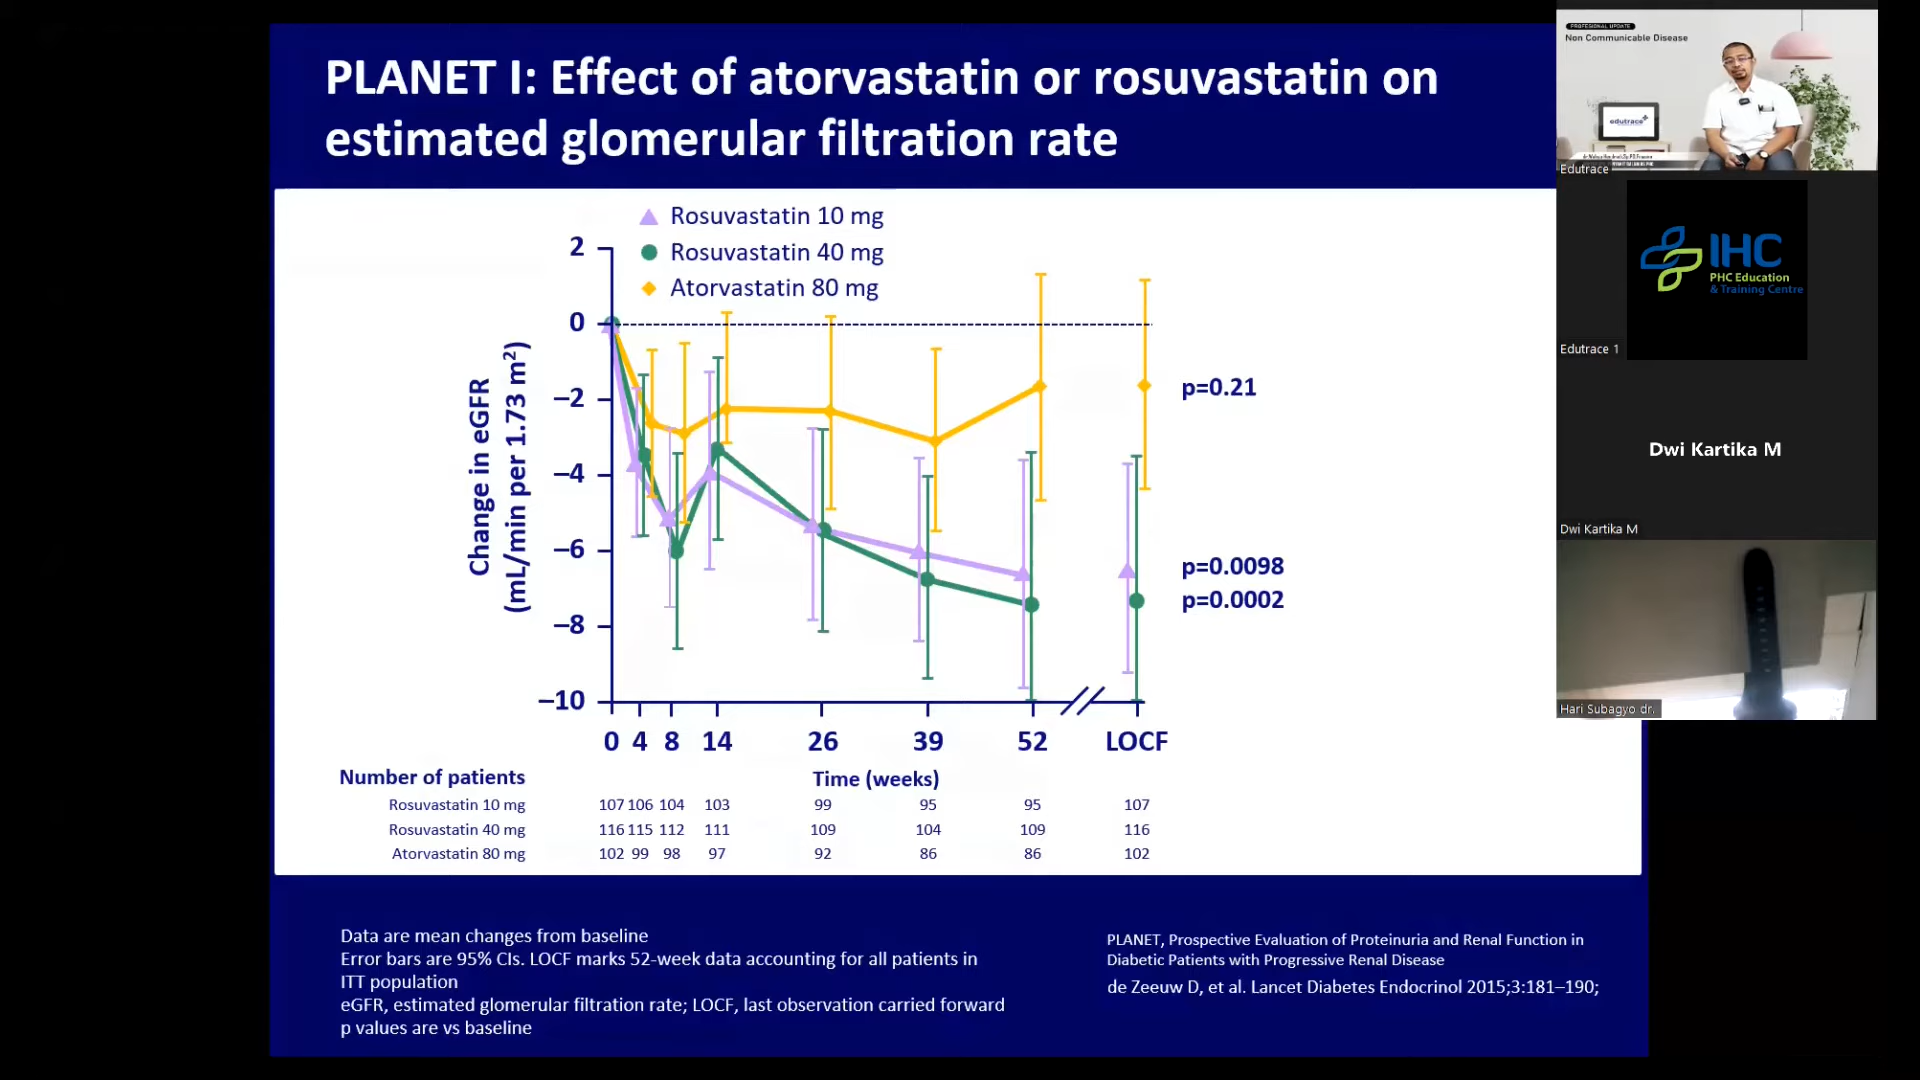 PLANET I: Effect of atorvastatin or rosuvastatin on
estimated glomerular filtration rate
Rosuvastatin 10 mg
Rosuvastatin 40 mg
Atorvastatin 80 mg
Change in eGFR
(mL/min per 1.73 m²)
2
0
–2
–4
–6
–8
–10
p=0.21
p=0.0098
p=0.0002
0 4 8 14 26 39 52 LOCF
Number of patients
Time (weeks)
Rosuvastatin 10 mg 107 106 104 103 99 95 95 107
Rosuvastatin 40 mg 116 115 112 111 109 104 109 116
Atorvastatin 80 mg 102 99 98 97 92 86 86 102
Data are mean changes from baseline
Error bars are 95% CIs. LOCF marks 52-week data accounting for all patients in
ITT population
eGFR, estimated glomerular filtration rate; LOCF, last observation carried forward
p values are vs baseline
PLANET, Prospective Evaluation of Proteinuria and Renal Function in
Diabetic Patients with Progressive Renal Disease
de Zeeuw D, et al. Lancet Diabetes Endocrinol 2015;3:181–190;
PROFESIONAL UPDATE
Non Communicable Disease
edutrace
Edutrace
IHC
PHC Education
& Training Centre
Edutrace 1
Dwi Kartika M
Dwi Kartika M
Hari Subagyo dr.